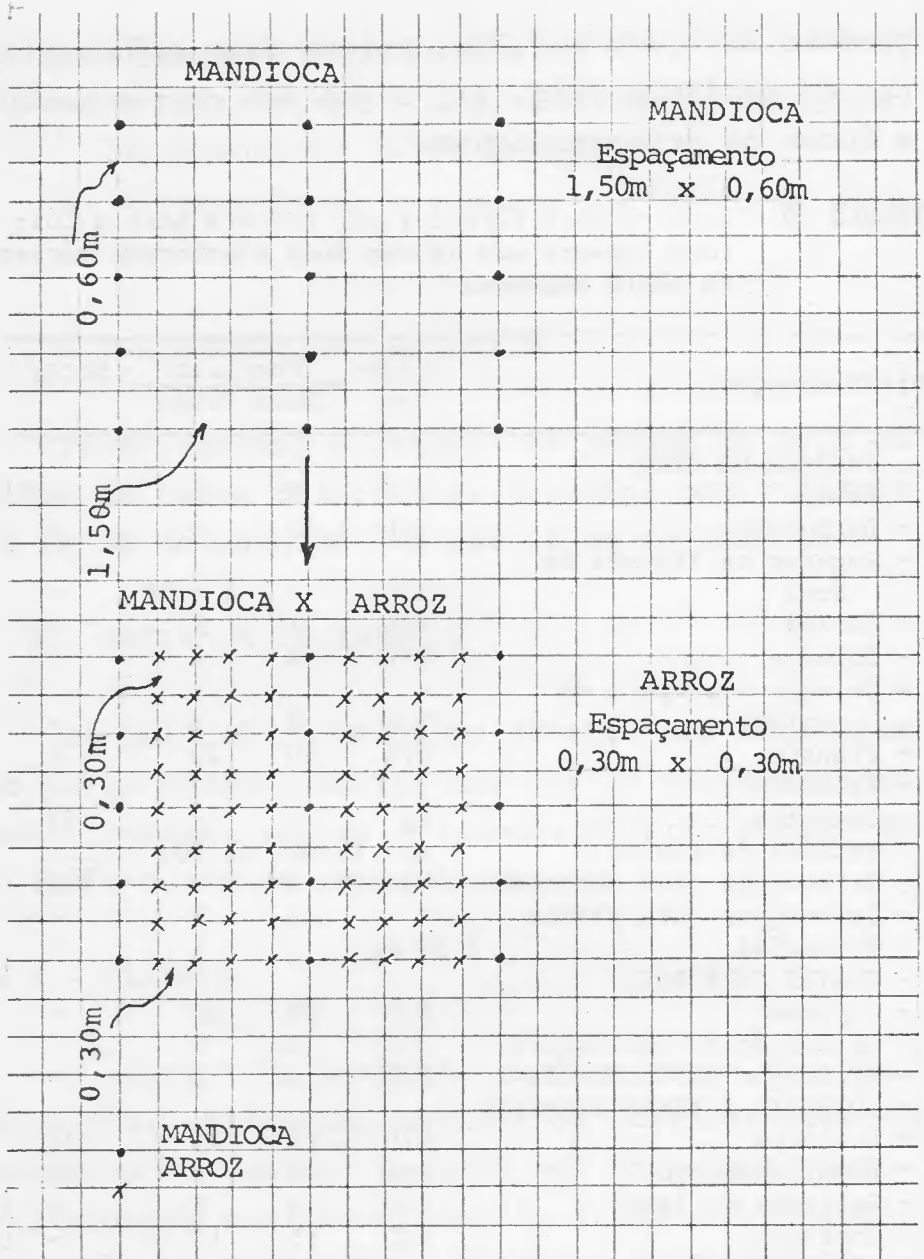 MANDIOCA
MANDIOCA
Espaçamento
1,50m x 0,60m
0,60m
1,50m
MANDIOCA X ARROZ
ARROZ
Espaçamento
0,30m x 0,30m
0,30m
0,30m
MANDIOCA
ARROZ